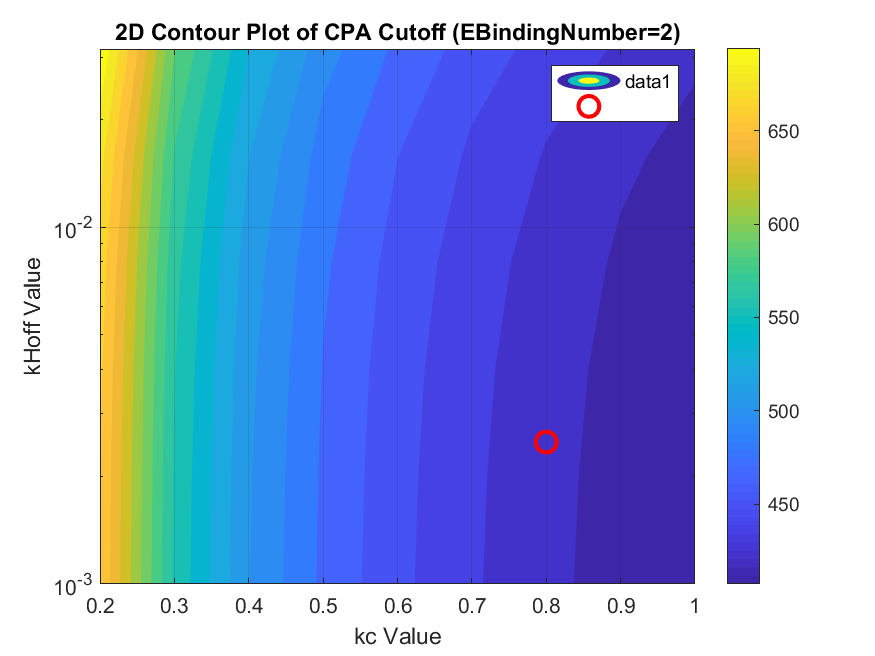 2D Contour Plot of CPA Cutoff (EBindingNumber=2)
data1
650
600
550
500
450
10^-2
10^-3
kHoff Value
0.2 0.3 0.4 0.5 0.6 0.7 0.8 0.9 1
kc Value